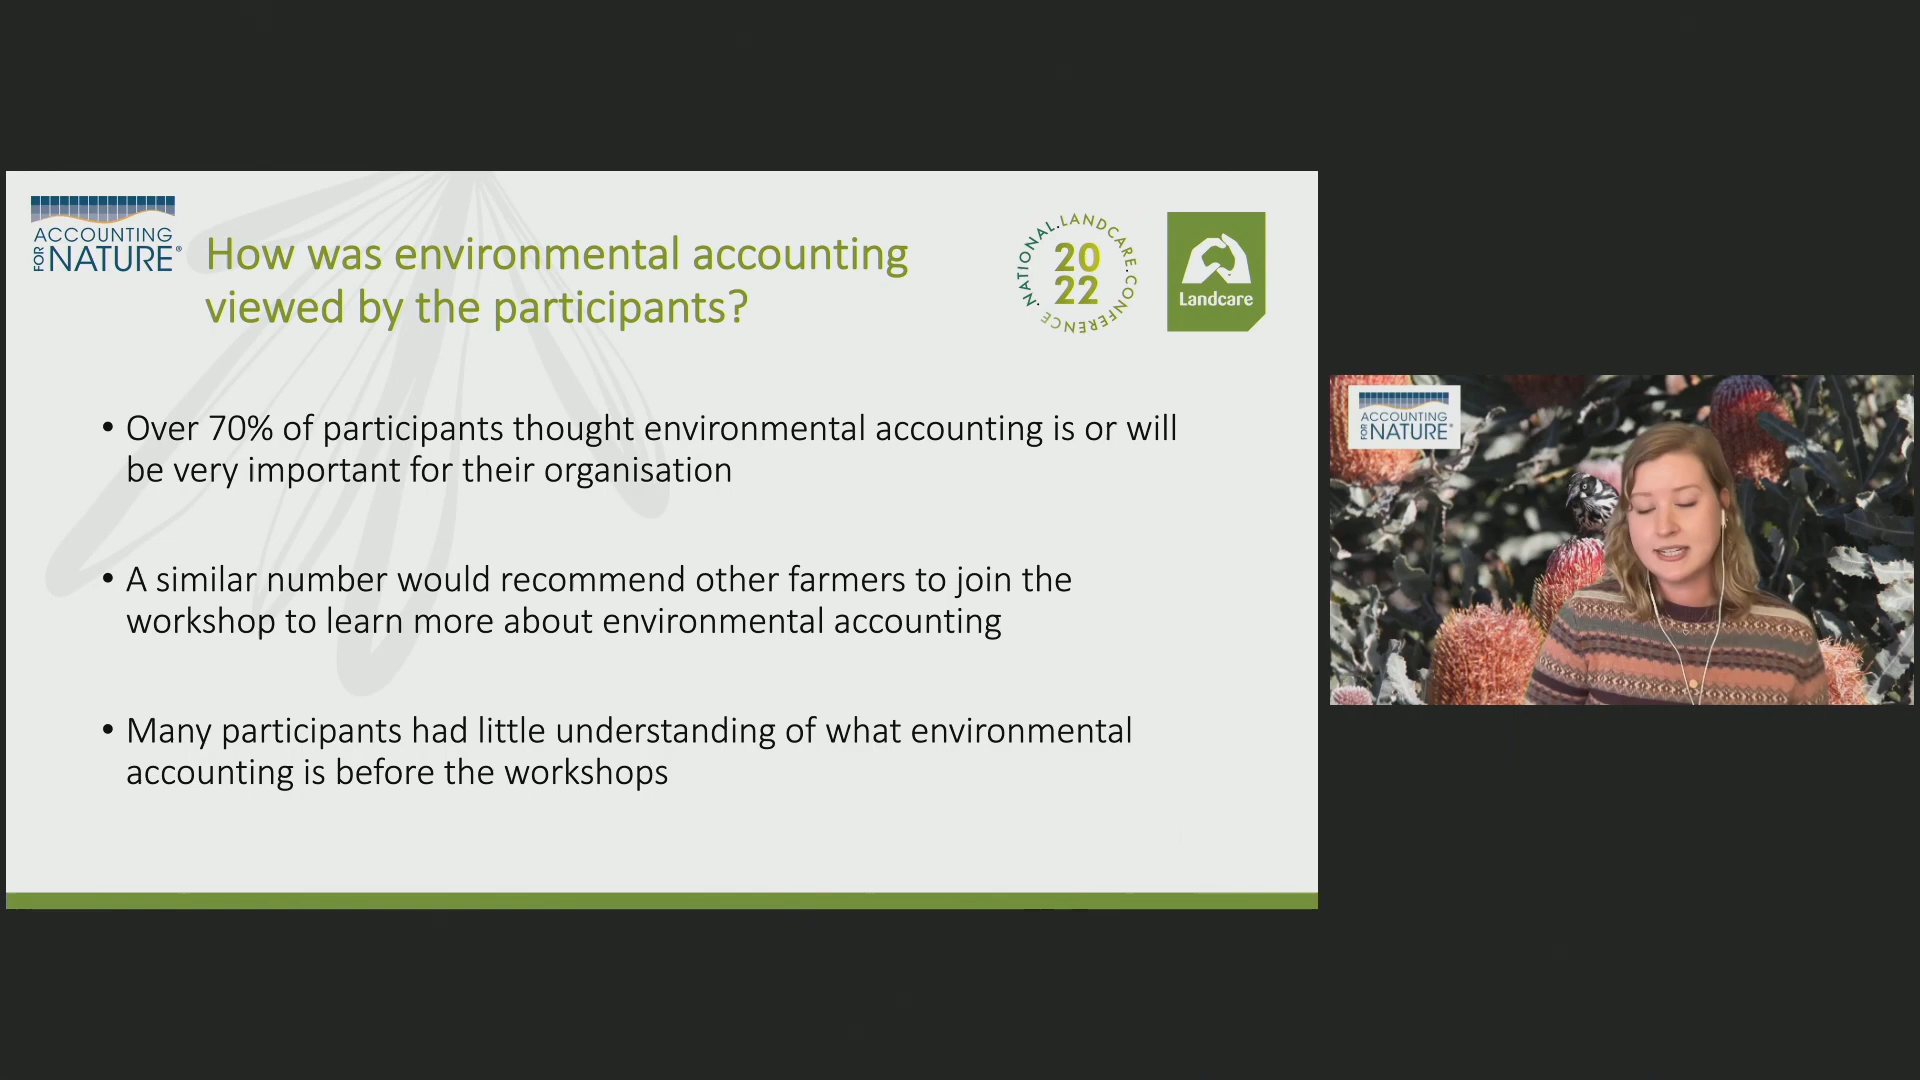 ACCOUNTING
FOR NATURE®
How was environmental accounting
viewed by the participants?
.NATIONAL.LANDCARE.CONFERENCE
20
22
Landcare
• Over 70% of participants thought environmental accounting is or will
be very important for their organisation
• A similar number would recommend other farmers to join the
workshop to learn more about environmental accounting
• Many participants had little understanding of what environmental
accounting is before the workshops
ACCOUNTING
FOR NATURE®